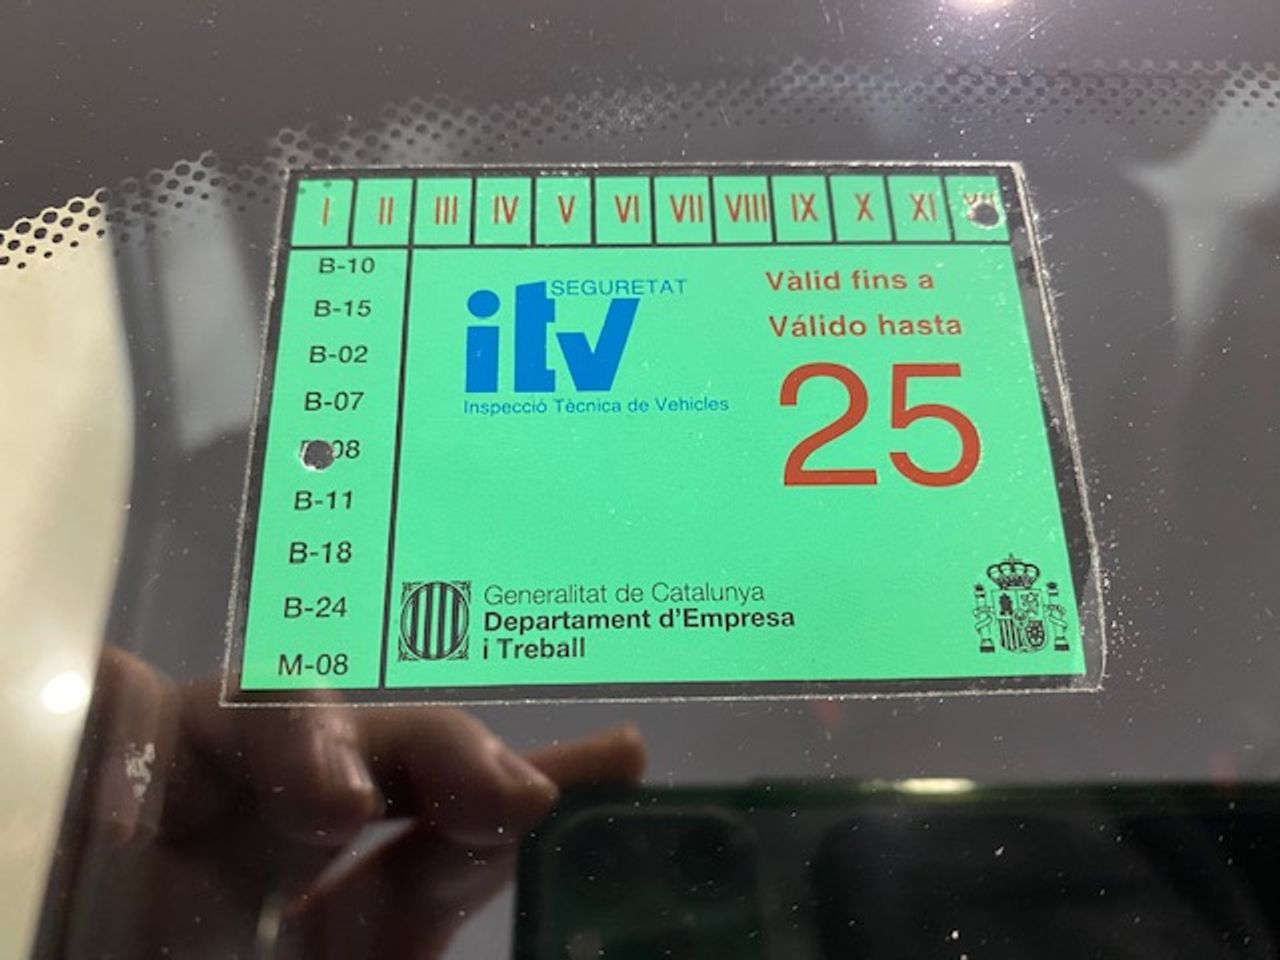 I II III IV V VI VII VIII IX X XI
B-10
B-15
B-02
B-07
08
B-11
B-18
B-24
M-08
SEGURETAT
itv
Inspecció Tècnica de Vehicles
Vàlid fins a
Válido hasta
25
Generalitat de Catalunya
Departament d'Empresa
i Treball